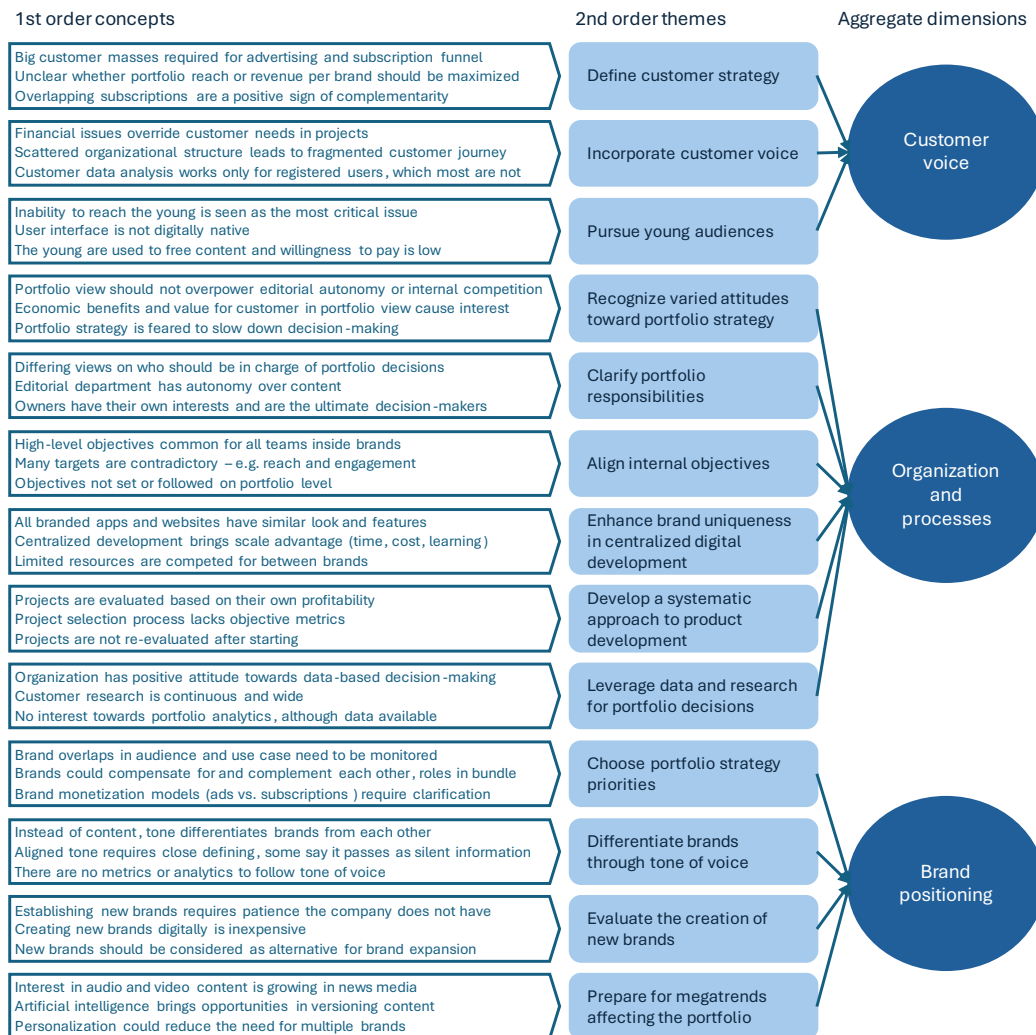 1st order concepts
2nd order themes
Aggregate dimensions
Big customer masses required for advertising and subscription funnel
Unclear whether portfolio reach or revenue per brand should be maximized
Overlapping subscriptions are a positive sign of complementarity
Define customer strategy
Financial issues override customer needs in projects
Scattered organizational structure leads to fragmented customer journey
Customer data analysis works only for registered users, which most are not
Incorporate customer voice
Customer
voice
Inability to reach the young is seen as the most critical issue
User interface is not digitally native
The young are used to free content and willingness to pay is low
Pursue young audiences
Portfolio view should not overpower editorial autonomy or internal competition
Economic benefits and value for customer in portfolio view cause interest
Portfolio strategy is feared to slow down decision-making
Recognize varied attitudes
toward portfolio strategy
Differing views on who should be in charge of portfolio decisions
Editorial department has autonomy over content
Owners have their own interests and are the ultimate decision-makers
Clarify portfolio
responsibilities
High-level objectives common for all teams inside brands
Many targets are contradictory – e.g. reach and engagement
Objectives not set or followed on portfolio level
Align internal objectives
Organization
and
processes
All branded apps and websites have similar look and features
Centralized development brings scale advantage (time, cost, learning)
Limited resources are competed for between brands
Enhance brand uniqueness
in centralized digital
development
Projects are evaluated based on their own profitability
Project selection process lacks objective metrics
Projects are not re-evaluated after starting
Develop a systematic
approach to product
development
Organization has positive attitude towards data-based decision-making
Customer research is continuous and wide
No interest towards portfolio analytics, although data available
Leverage data and research
for portfolio decisions
Brand overlaps in audience and use case need to be monitored
Brands could compensate for and complement each other, roles in bundle
Brand monetization models (ads vs. subscriptions) require clarification
Choose portfolio strategy
priorities
Instead of content, tone differentiates brands from each other
Aligned tone requires close defining, some say it passes as silent information
There are no metrics or analytics to follow tone of voice
Differentiate brands
through tone of voice
Brand
positioning
Establishing new brands requires patience the company does not have
Creating new brands digitally is inexpensive
New brands should be considered as alternative for brand expansion
Evaluate the creation of
new brands
Interest in audio and video content is growing in news media
Artificial intelligence brings opportunities in versioning content
Personalization could reduce the need for multiple brands
Prepare for megatrends
affecting the portfolio